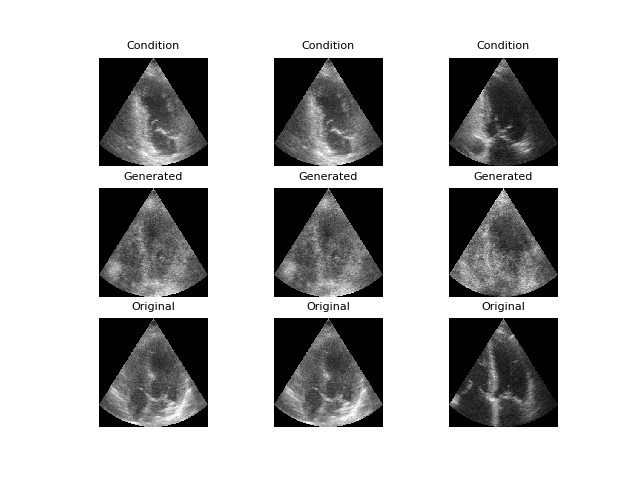 Condition Condition Condition
Generated Generated Generated
Original Original Original